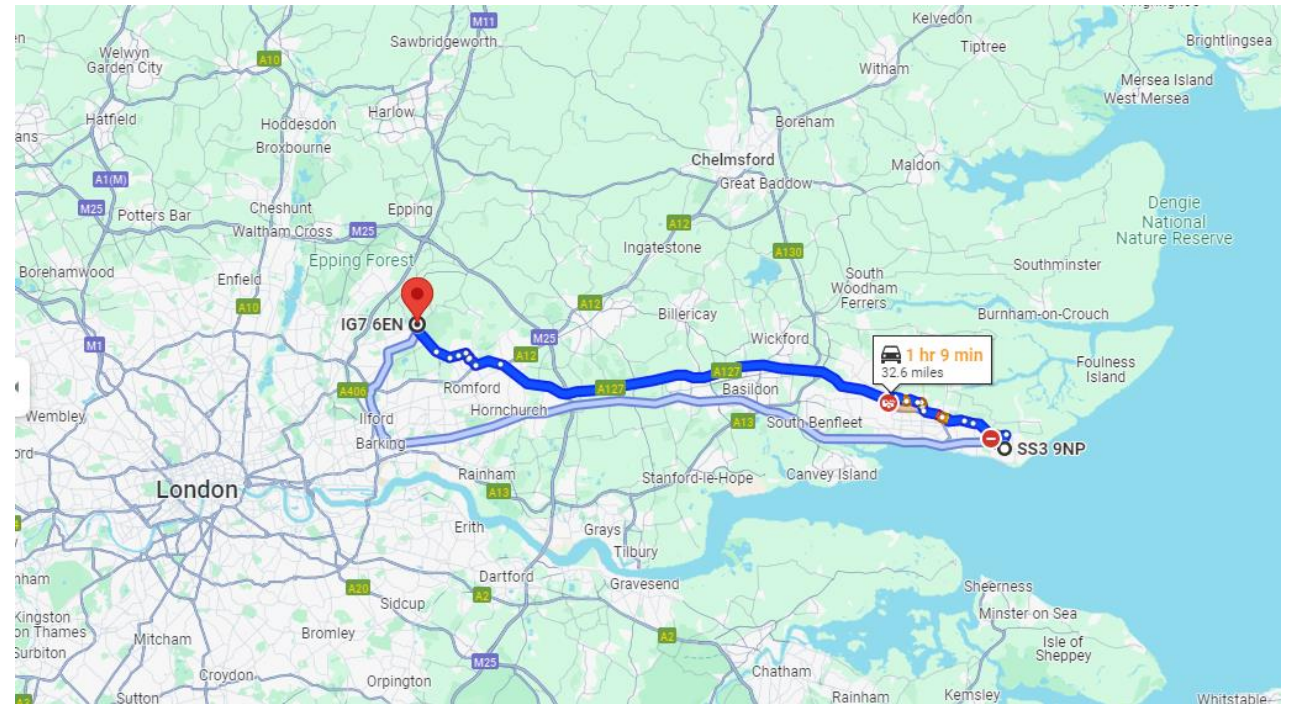 M11
Kelvedon
Sawbridgeworth
Tiptree
Brightlingsea
Welwyn
Garden City
A10
Witham
Mersea Island
West Mersea
Hatfield
Harlow
Hoddesdon
Broxbourne
Boreham
ans
Chelmsford
Maldon
A1(M)
Great Baddow
M25
Potters Bar
Cheshunt
Epping
Dengie
National
Nature Reserve
Waltham Cross
M25
A12
Ingatestone
A130
Epping Forest
Southminster
Borehamwood
Enfield
South
Woodham
Ferrers
A10
A12
Billericay
Burnham-on-Crouch
IG7 6EN
M25
Wickford
M1
A12
1 hr 9 min
32.6 miles
Foulness
Island
A127
A127
Romford
Basildon
A406
Hornchurch
Wembley
Ilford
A13
South Benfleet
Barking
SS3 9NP
Rainham
Stanford-le-Hope
Canvey Island
London
A13
Erith
Grays
Tilbury
Dartford
Gravesend
Sheerness
A20
A2
Sidcup
Minster on Sea
Kingston
on Thames
Mitcham
Bromley
A2
Isle of
Sheppey
M25
Croydon
Orpington
Chatham
Sutton
Rainham
Kemsley
Whitstable